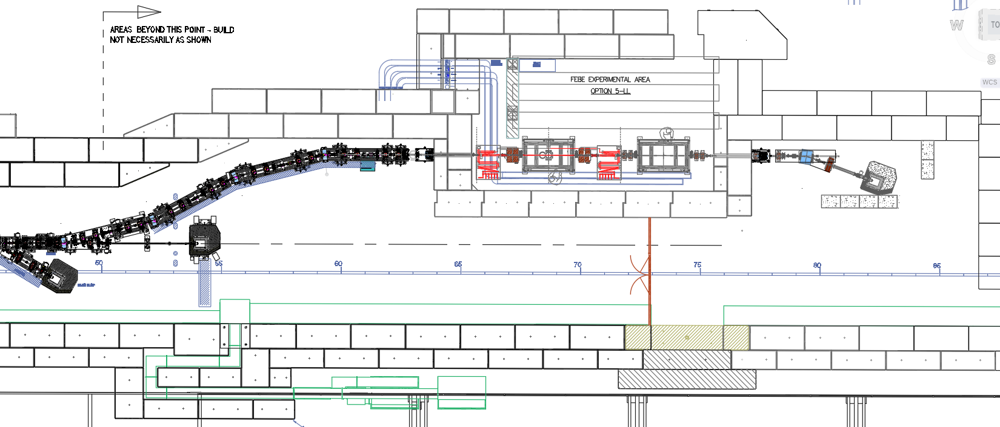 AREAS BEYOND THIS POINT - BUILD
NOT NECESSARILY AS SHOWN
W
TO
S
WCS
FEBE EXPERIMENTAL AREA
OPTION 5-LL
50
55
60
65
70
75
80
85